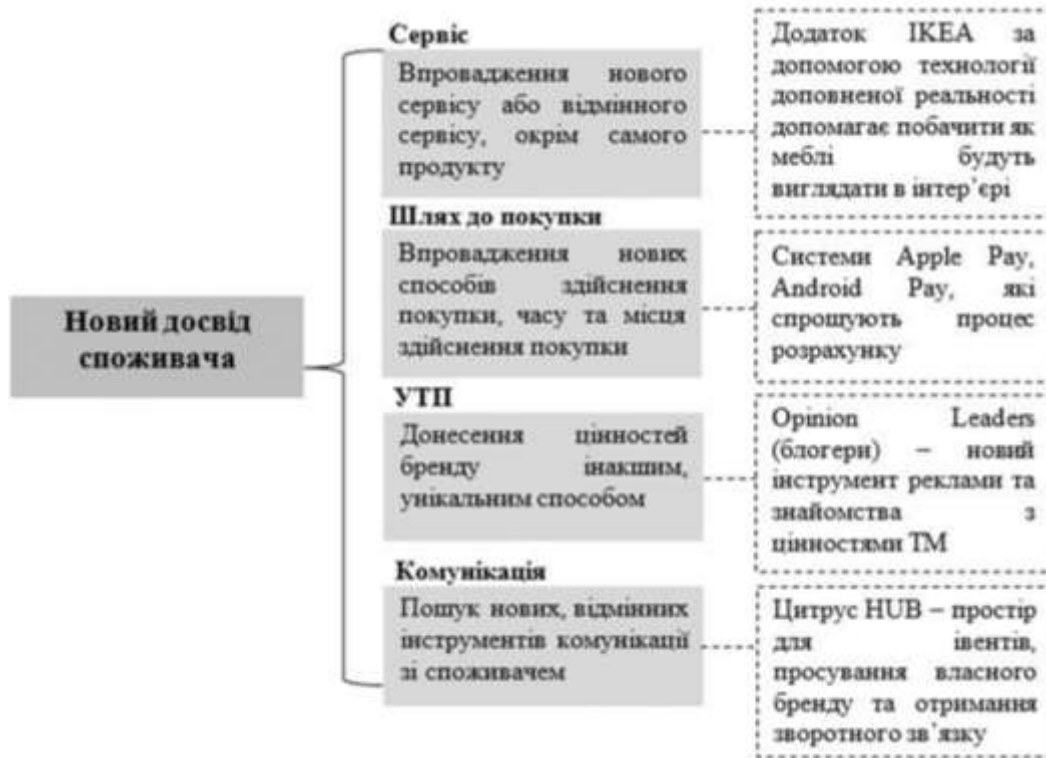 Новий досвід
споживача
Сервіс
Впровадження нового
сервісу або відмінного
сервісу, окрім самого
продукту
Додаток IKEA за
допомогою технології
доповненої реальності
допомагає побачити як
меблі будуть
виглядати в інтер’єрі
Шлях до покупки
Впровадження нових
способів здійснення
покупки, часу та місця
здійснення покупки
Системи Apple Pay,
Android Pay, які
спрощують процес
розрахунку
УТП
Донесення цінностей
бренду інакшим,
унікальним способом
Opinion Leaders
(блогери) – новий
інструмент реклами та
знайомства з
цінностями ТМ
Комунікація
Пошук нових, відмінних
інструментів комунікації
зі споживачем
Цитрус HUB – простір
для івентів,
просування власного
бренду та отримання
зворотного зв’язку